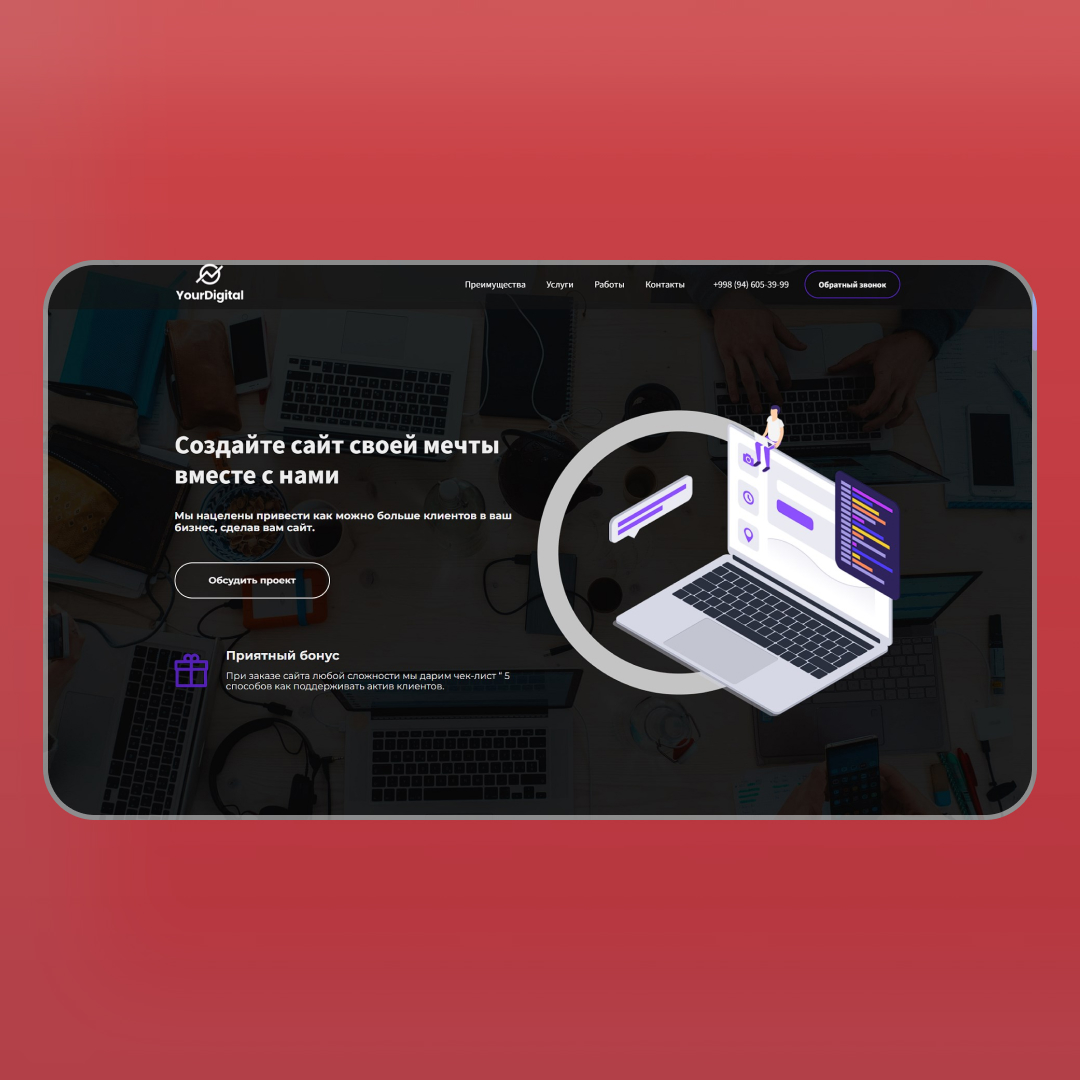 YourDigital
Преимущества
Услуги
Работы
Контакты
+998 (94) 605-39-99
Обратный звонок
Создайте сайт своей мечты
вместе с нами
Мы нацелены привести как можно больше клиентов в ваш
бизнес, сделав вам сайт.
Обсудить проект
Приятный бонус
При заказе сайта любой сложности мы дарим чек-лист " 5
способов как поддерживать актив клиентов.